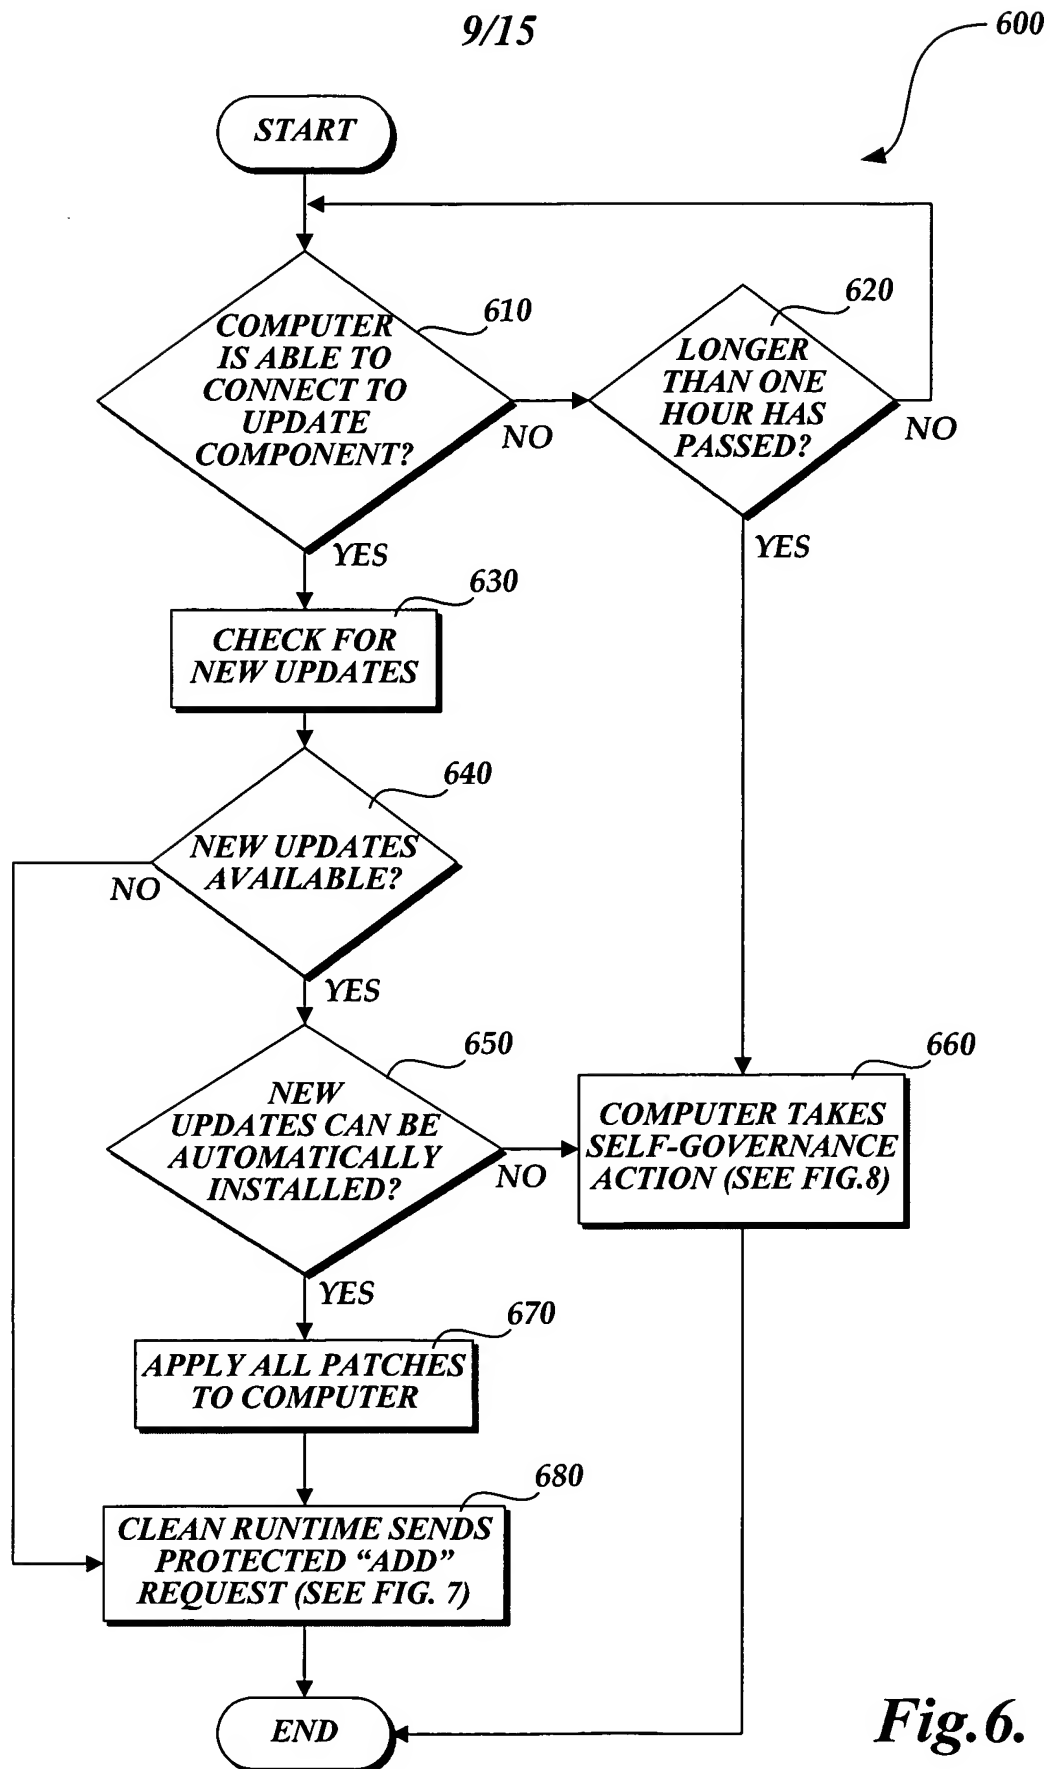 9/15
600
START
610
COMPUTER
IS ABLE TO
CONNECT TO
UPDATE
COMPONENT?
NO
YES
620
LONGER
THAN ONE
HOUR HAS
PASSED?
NO
YES
630
CHECK FOR
NEW UPDATES
640
NEW UPDATES
AVAILABLE?
NO
YES
650
NEW
UPDATES CAN BE
AUTOMATICALLY
INSTALLED?
NO
YES
660
COMPUTER TAKES
SELF-GOVERNANCE
ACTION (SEE FIG.8)
670
APPLY ALL PATCHES
TO COMPUTER
680
CLEAN RUNTIME SENDS
PROTECTED “ADD”
REQUEST (SEE FIG. 7)
END
Fig.6.